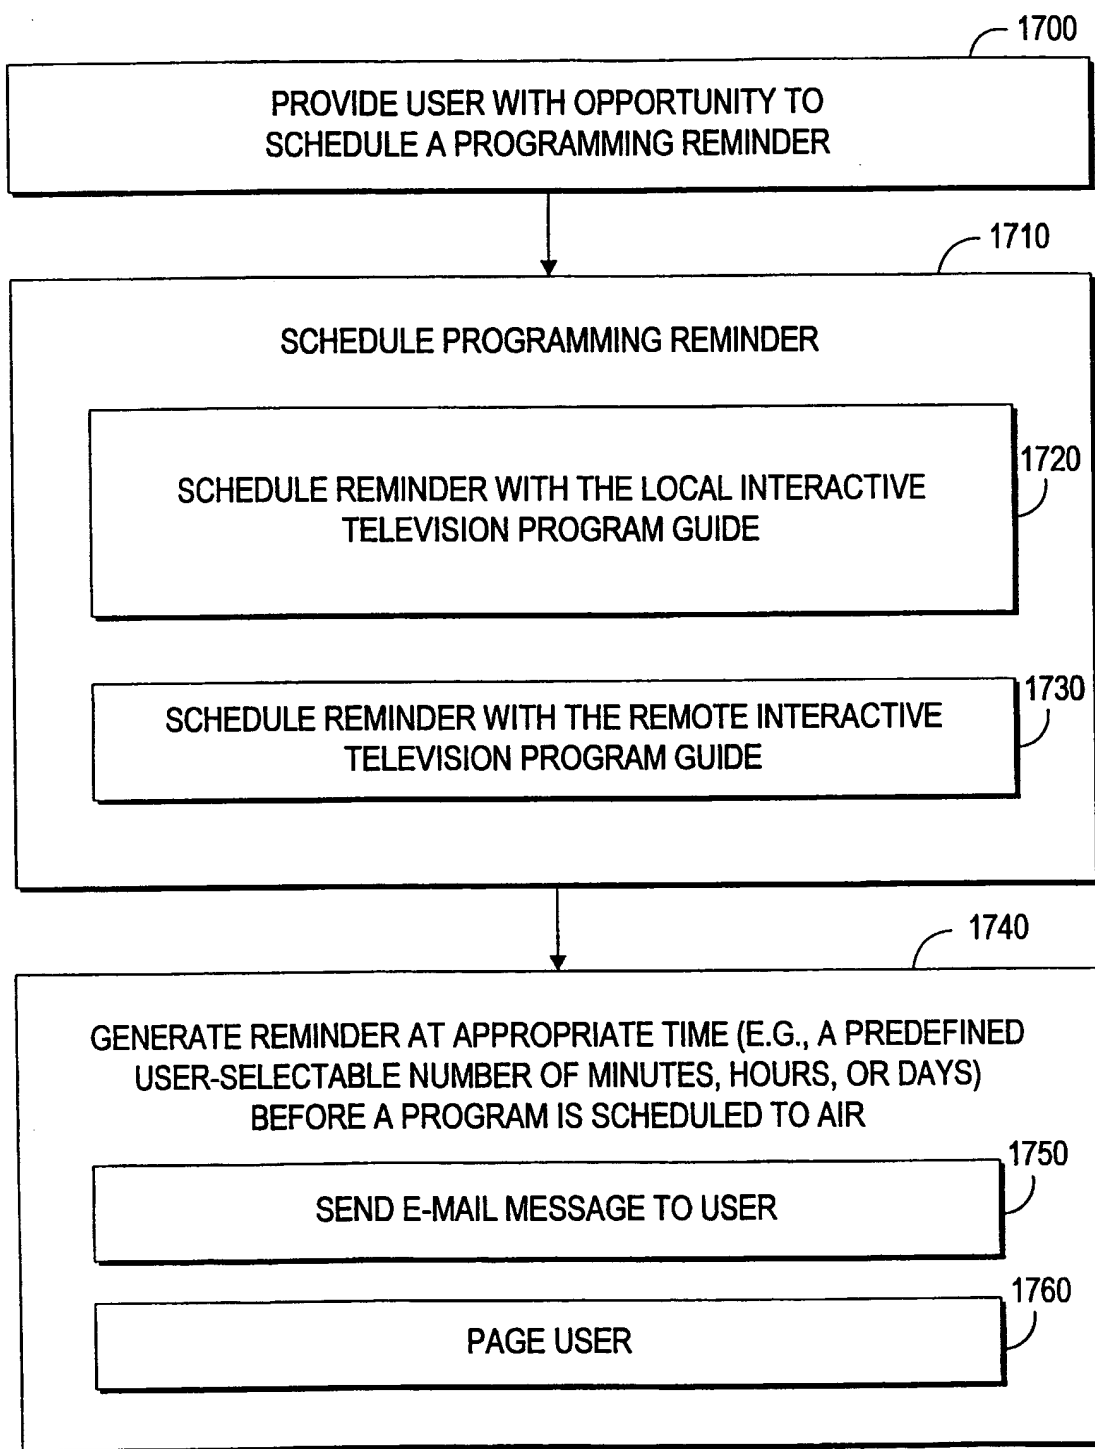 1700
PROVIDE USER WITH OPPORTUNITY TO
SCHEDULE A PROGRAMMING REMINDER
1710
SCHEDULE PROGRAMMING REMINDER
1720
SCHEDULE REMINDER WITH THE LOCAL INTERACTIVE
TELEVISION PROGRAM GUIDE
1730
SCHEDULE REMINDER WITH THE REMOTE INTERACTIVE
TELEVISION PROGRAM GUIDE
1740
GENERATE REMINDER AT APPROPRIATE TIME (E.G., A PREDEFINED
USER-SELECTABLE NUMBER OF MINUTES, HOURS, OR DAYS)
BEFORE A PROGRAM IS SCHEDULED TO AIR
1750
SEND E-MAIL MESSAGE TO USER
1760
PAGE USER